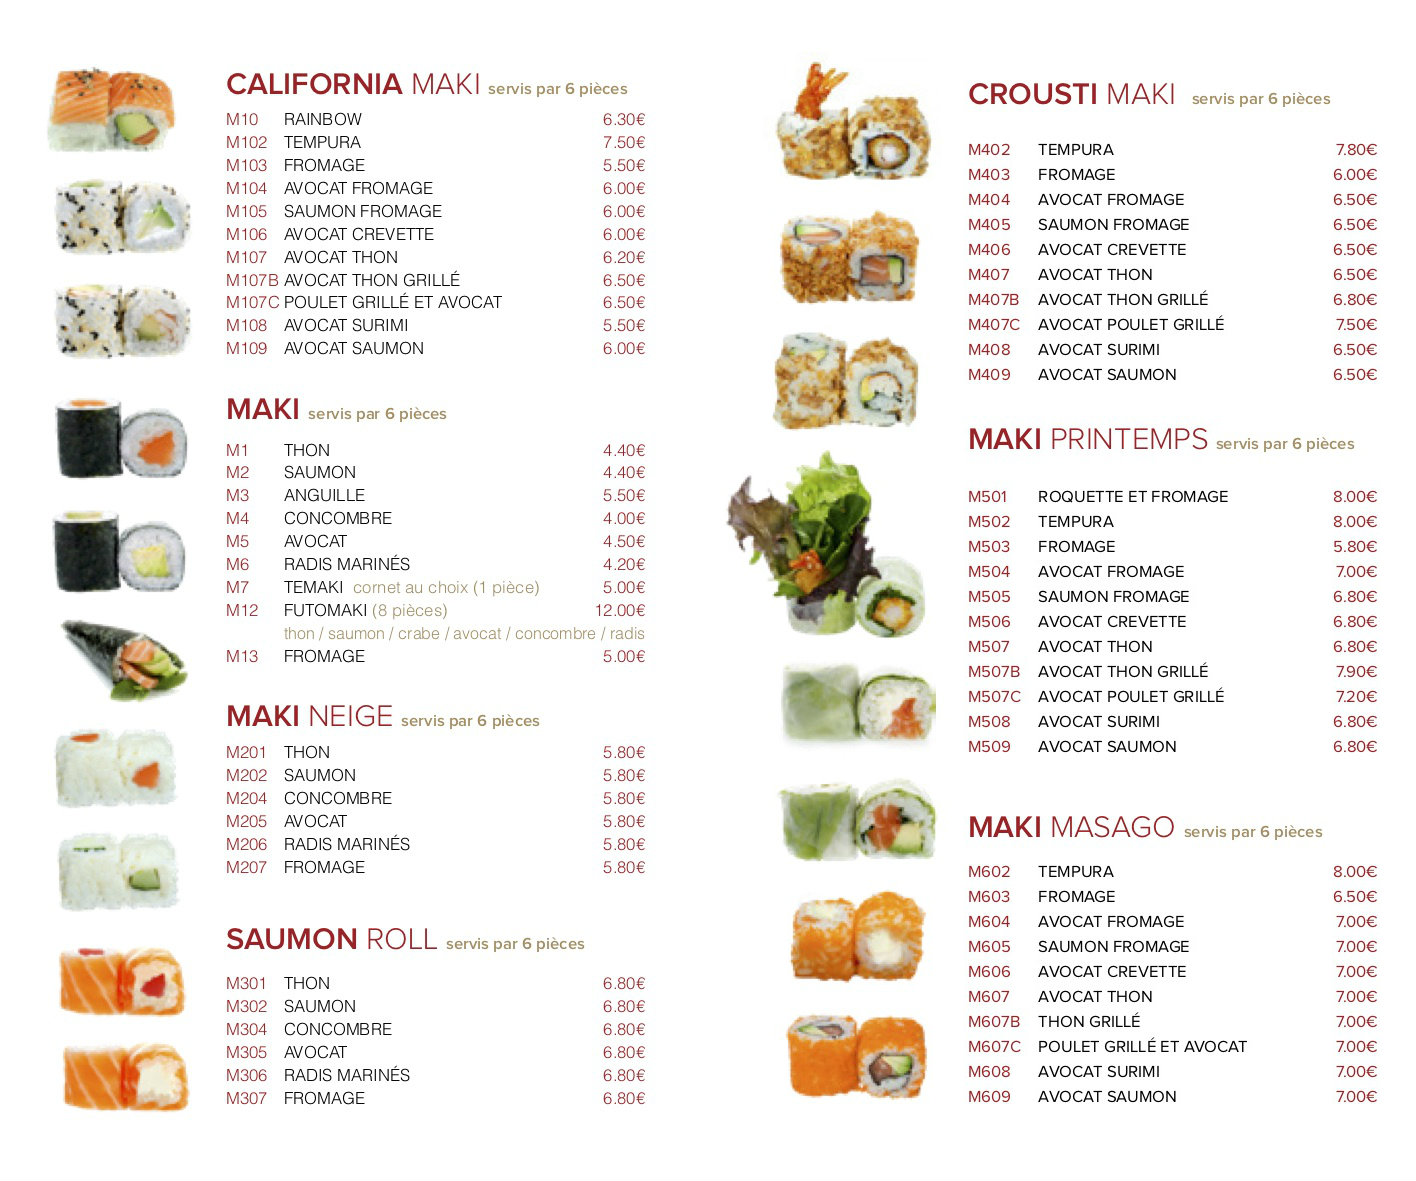 CALIFORNIA MAKI servis par 6 pièces
M10 RAINBOW 6.30€
M102 TEMPURA 7.50€
M103 FROMAGE 5.50€
M104 AVOCAT FROMAGE 6.00€
M105 SAUMON FROMAGE 6.00€
M106 AVOCAT CREVETTE 6.00€
M107 AVOCAT THON 6.20€
M107B AVOCAT THON GRILLÉ 6.50€
M107C POULET GRILLÉ ET AVOCAT 6.50€
M108 AVOCAT SURIMI 5.50€
M109 AVOCAT SAUMON 6.00€
MAKI servis par 6 pièces
M1 THON 4.40€
M2 SAUMON 4.40€
M3 ANGUILLE 5.50€
M4 CONCOMBRE 4.00€
M5 AVOCAT 4.50€
M6 RADIS MARINÉS 4.20€
M7 TEMAKI cornet au choix (1 pièce) 5.00€
M12 FUTOMAKI (8 pièces) 12.00€
thon / saumon / crabe / avocat / concombre / radis
M13 FROMAGE 5.00€
MAKI NEIGE servis par 6 pièces
M201 THON 5.80€
M202 SAUMON 5.80€
M204 CONCOMBRE 5.80€
M205 AVOCAT 5.80€
M206 RADIS MARINÉS 5.80€
M207 FROMAGE 5.80€
SAUMON ROLL servis par 6 pièces
M301 THON 6.80€
M302 SAUMON 6.80€
M304 CONCOMBRE 6.80€
M305 AVOCAT 6.80€
M306 RADIS MARINÉS 6.80€
M307 FROMAGE 6.80€
CROUSTI MAKI servis par 6 pièces
M402 TEMPURA 7.80€
M403 FROMAGE 6.00€
M404 AVOCAT FROMAGE 6.50€
M405 SAUMON FROMAGE 6.50€
M406 AVOCAT CREVETTE 6.50€
M407 AVOCAT THON 6.50€
M407B AVOCAT THON GRILLÉ 6.80€
M407C AVOCAT POULET GRILLÉ 7.50€
M408 AVOCAT SURIMI 6.50€
M409 AVOCAT SAUMON 6.50€
MAKI PRINTEMPS servis par 6 pièces
M501 ROQUETTE ET FROMAGE 8.00€
M502 TEMPURA 8.00€
M503 FROMAGE 5.80€
M504 AVOCAT FROMAGE 7.00€
M505 SAUMON FROMAGE 6.80€
M506 AVOCAT CREVETTE 6.80€
M507 AVOCAT THON 6.80€
M507B AVOCAT THON GRILLÉ 7.90€
M507C AVOCAT POULET GRILLÉ 7.20€
M508 AVOCAT SURIMI 6.80€
M509 AVOCAT SAUMON 6.80€
MAKI MASAGO servis par 6 pièces
M602 TEMPURA 8.00€
M603 FROMAGE 6.50€
M604 AVOCAT FROMAGE 7.00€
M605 SAUMON FROMAGE 7.00€
M606 AVOCAT CREVETTE 7.00€
M607 AVOCAT THON 7.00€
M607B THON GRILLÉ 7.00€
M607C POULET GRILLÉ ET AVOCAT 7.00€
M608 AVOCAT SURIMI 7.00€
M609 AVOCAT SAUMON 7.00€